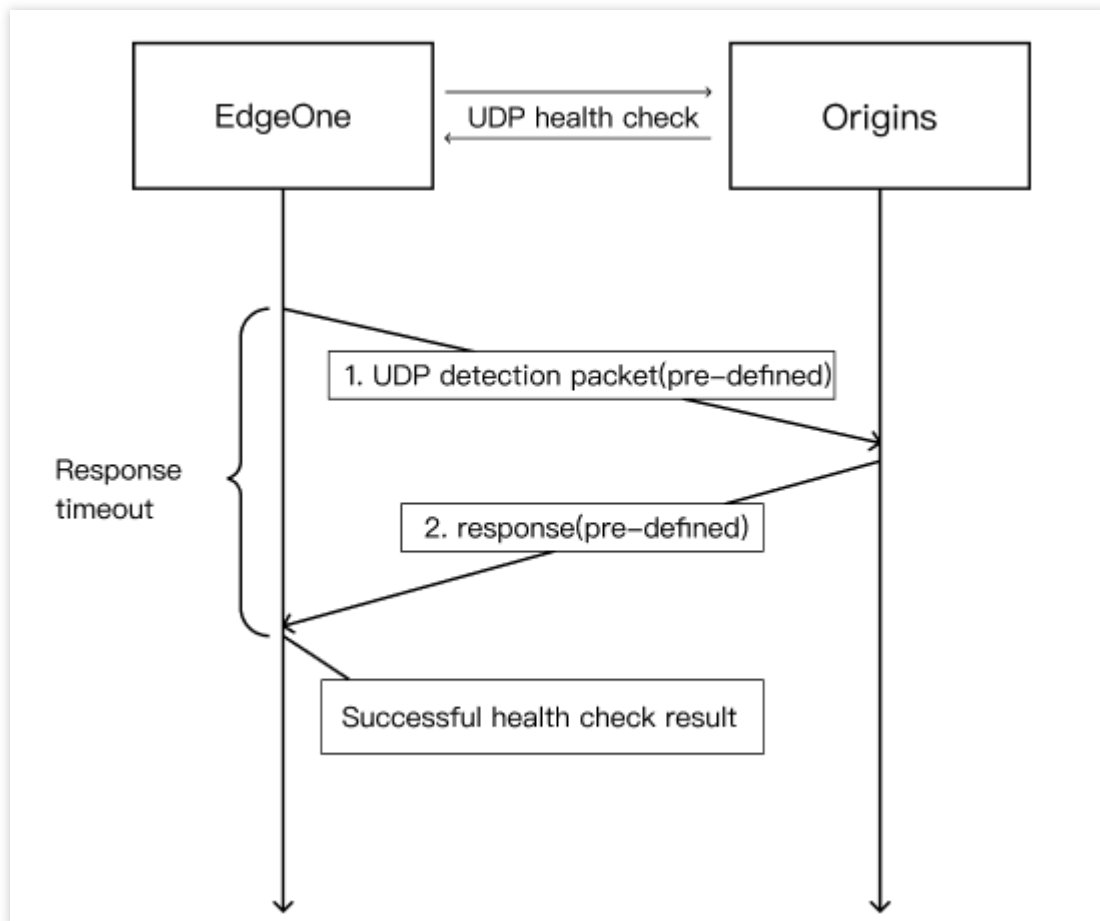 EdgeOne
UDP health check
Origins
1. UDP detection packet(pre-defined)
Response
timeout
2. response(pre-defined)
Successful health check result